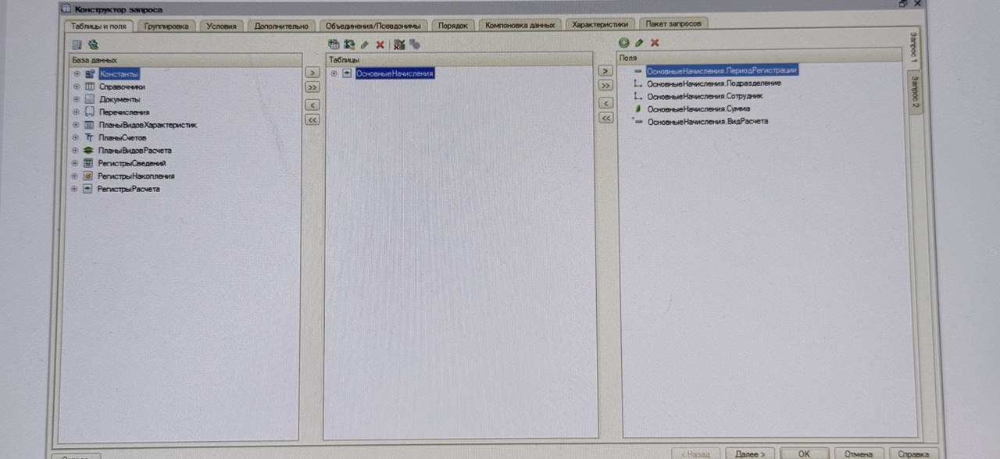 Конструктор запроса
Таблицы и поля
Группировка
Условия
Дополнительно
Объединения/Псевдонимы
Порядок
Компоновка данных
Характеристики
Пакет запросов
База данных
Константы
Справочники
Документы
Перечисления
ПланыВидовХарактеристик
ПланыСчетов
ПланыВидовРасчета
РегистрыСведений
РегистрыНакопления
РегистрыРасчета
>
>>
<
<<
Таблицы
ОсновныеНачисления
>
>>
<
<<
Поля
ОсновныеНачисления.ПериодРегистрации
ОсновныеНачисления.Подразделение
ОсновныеНачисления.Сотрудник
ОсновныеНачисления.Сумма
ОсновныеНачисления.ВидРасчета
Запрос 1
Запрос 2
< Назад
Далее >
OK
Отмена
Справка